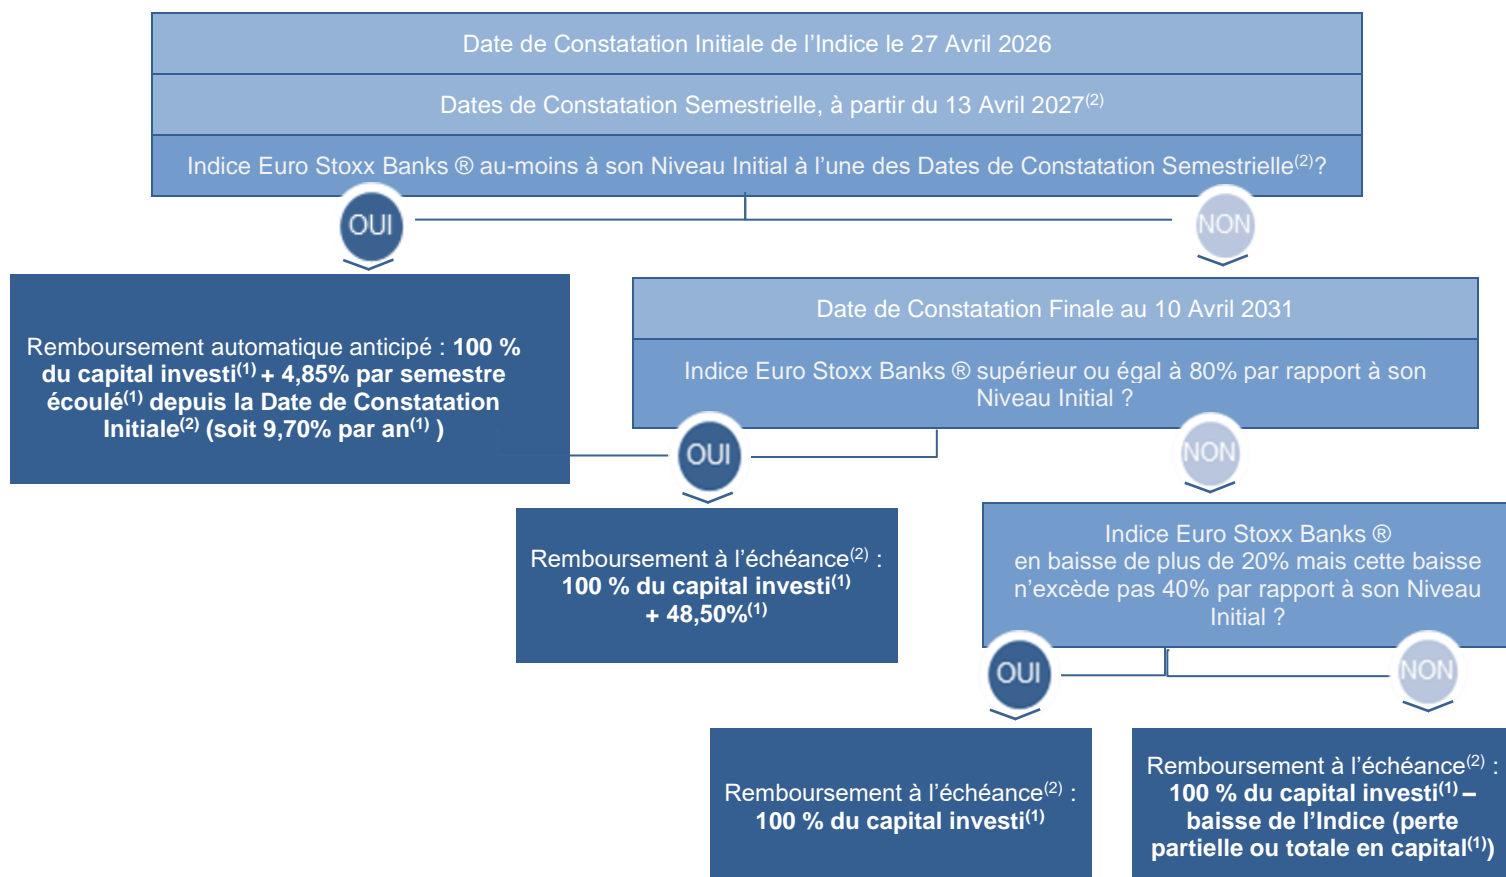 Date de Constatation Initiale de l’Indice le 27 Avril 2026
Dates de Constatation Semestrielle, à partir du 13 Avril 2027(2)
Indice Euro Stoxx Banks ® au-moins à son Niveau Initial à l’une des Dates de Constatation Semestrielle(2)?
OUI
NON
Remboursement automatique anticipé : 100 %
du capital investi(1) + 4,85% par semestre
écoulé(1) depuis la Date de Constatation
Initiale(2) (soit 9,70% par an(1) )
Date de Constatation Finale au 10 Avril 2031
Indice Euro Stoxx Banks ® supérieur ou égal à 80% par rapport à son
Niveau Initial ?
OUI
NON
Remboursement à l’échéance(2) :
100 % du capital investi(1)
+ 48,50%(1)
Indice Euro Stoxx Banks ®
en baisse de plus de 20% mais cette baisse
n’excède pas 40% par rapport à son Niveau
Initial ?
OUI
NON
Remboursement à l’échéance(2) :
100 % du capital investi(1)
Remboursement à l’échéance(2) :
100 % du capital investi(1) –
baisse de l’Indice (perte
partielle ou totale en capital(1))